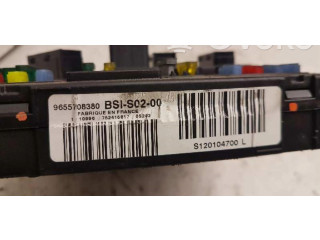 9655708380 BSI-S02-00
FABRIQUE EN FRANCE
S120104700 L